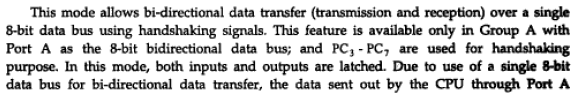 This mode allows bi-directional data transfer (transmission and reception) over a single
8-bit data bus using handshaking signals. This feature is available only in Group A with
Port A as the 8-bit bidirectional data bus; and PC₃ - PC₇ are used for handshaking
purpose. In this mode, both inputs and outputs are latched. Due to use of a single 8-bit
data bus for bi-directional data transfer, the data sent out by the CPU through Port A